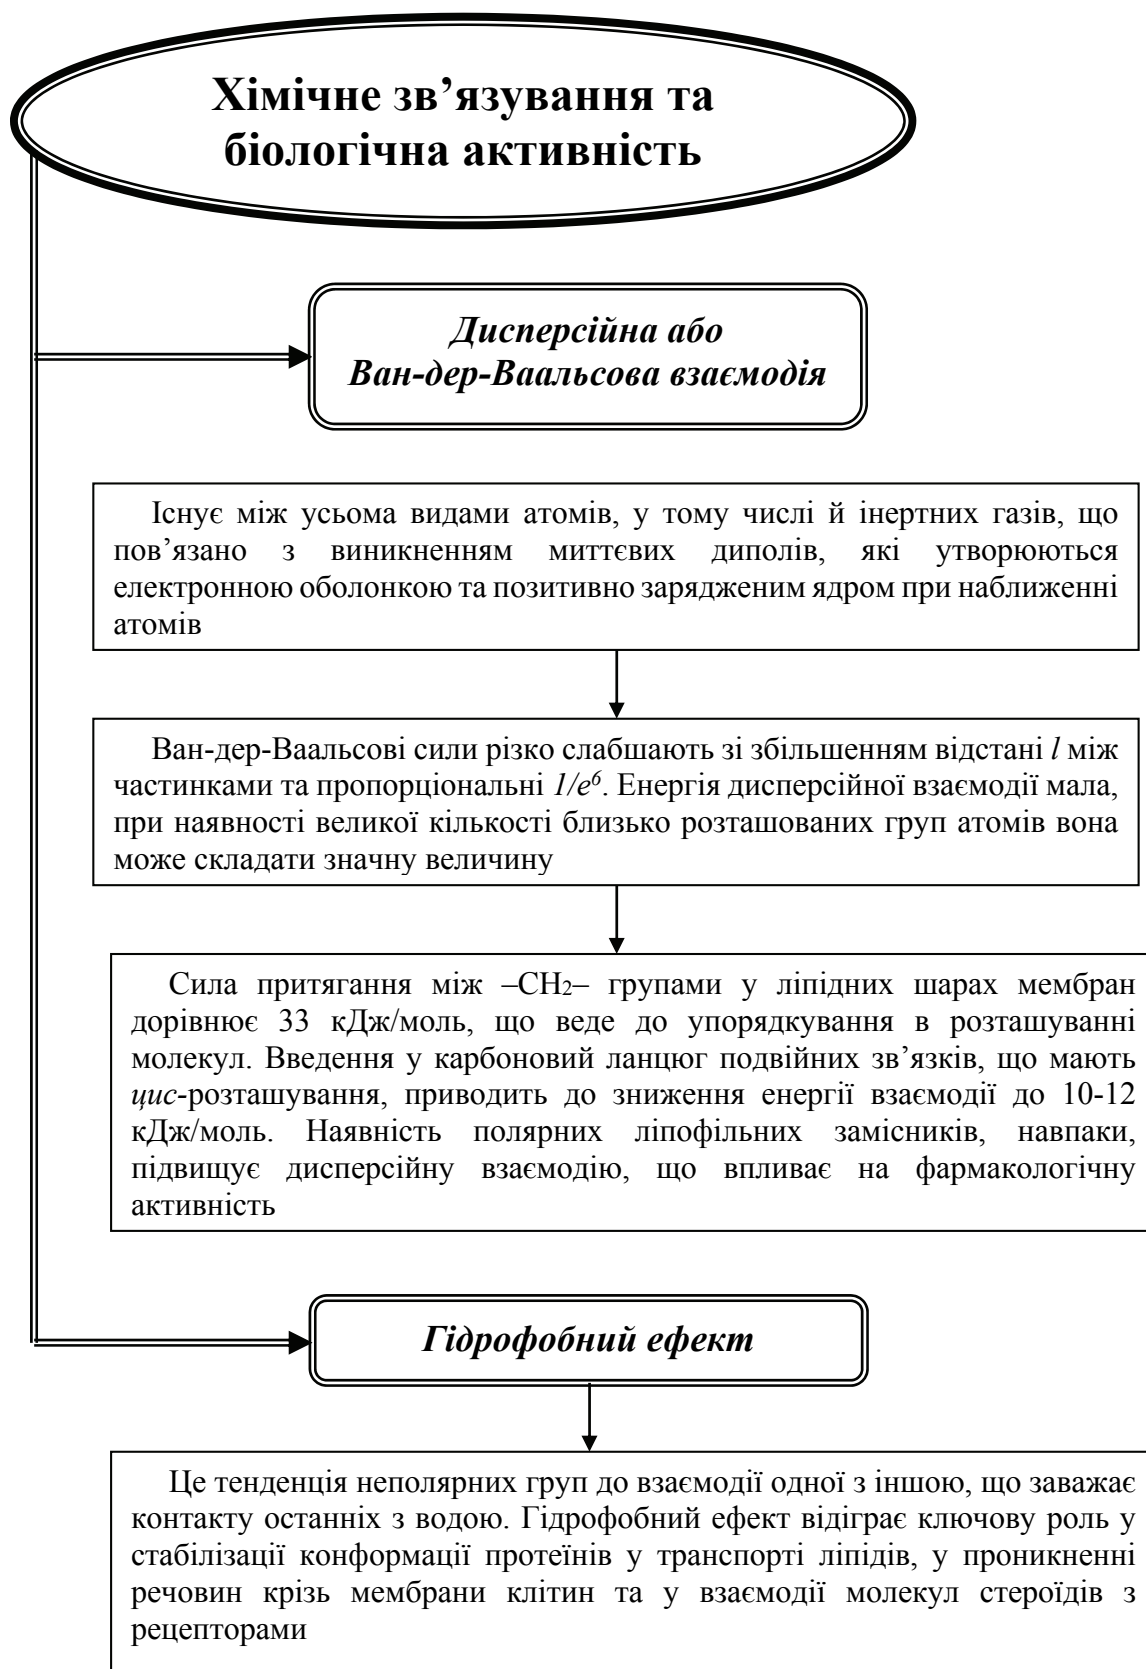 Хімічне зв’язування та
біологічна активність
Дисперсійна або
Ван-дер-Ваальсова взаємодія
Існує між усьома видами атомів, у тому числі й інертних газів, що
пов’язано з виникненням миттєвих диполів, які утворюються
електронною оболонкою та позитивно зарядженим ядром при наближенні
атомів
Ван-дер-Ваальсові сили різко слабшають зі збільшенням відстані l між
частинками та пропорціональні 1/e⁶. Енергія дисперсійної взаємодії мала,
при наявності великої кількості близько розташованих груп атомів вона
може складати значну величину
Сила притягання між –CH₂– групами у ліпідних шарах мембран
дорівнює 33 кДж/моль, що веде до упорядкування в розташуванні
молекул. Введення у карбоновий ланцюг подвійних зв’язків, що мають
цис-розташування, приводить до зниження енергії взаємодії до 10-12
кДж/моль. Наявність полярних ліпофільних замісників, навпаки,
підвищує дисперсійну взаємодію, що впливає на фармакологічну
активність
Гідрофобний ефект
Це тенденція неполярних груп до взаємодії одної з іншою, що заважає
контакту останніх з водою. Гідрофобний ефект відіграє ключову роль у
стабілізації конформації протеїнів у транспорті ліпідів, у проникненні
речовин крізь мембрани клітин та у взаємодії молекул стероїдів з
рецепторами